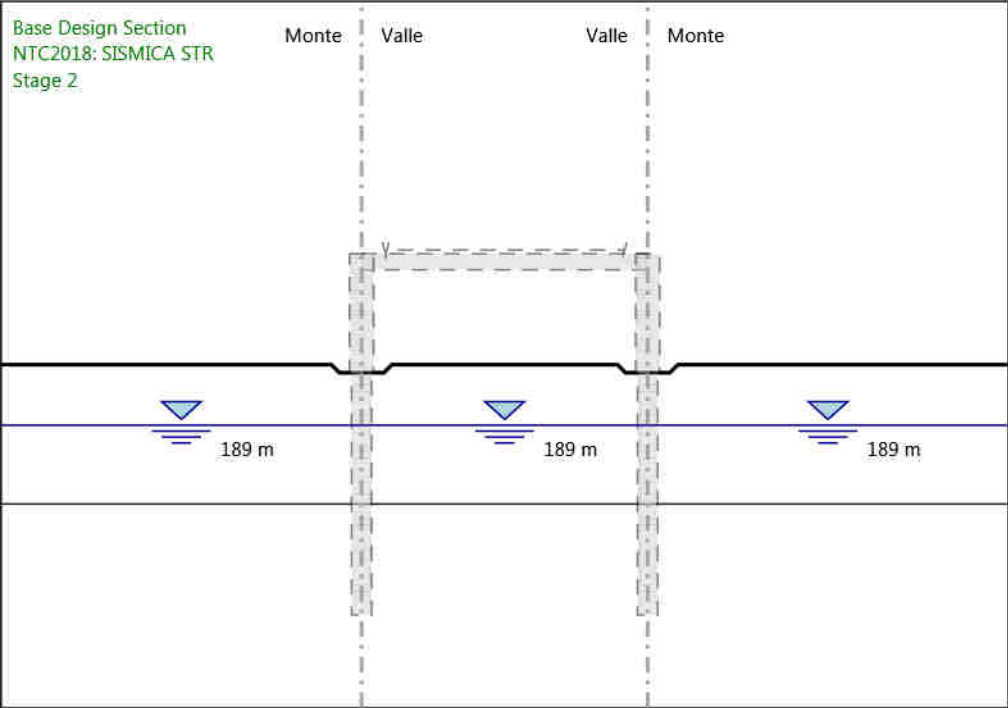 Base Design Section
NTC2018: SISMICA STR
Stage 2
Monte
Valle
Valle
Monte
189 m
189 m
189 m